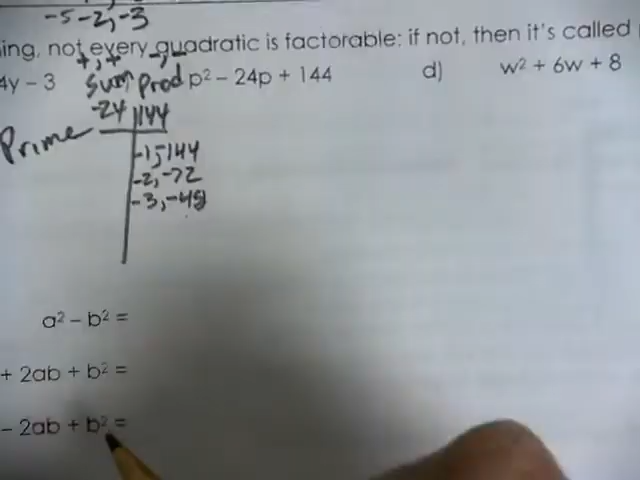 -5 -2, -3
ing, not every quadratic is factorable; if not, then it's called
+, + -, -
4y – 3 Sum Prod p² – 24p + 144 d) w² + 6w + 8
-24 144
Prime
-1, -144
-2, -72
-3, -48
a² – b² =
+ 2ab + b² =
– 2ab + b² =